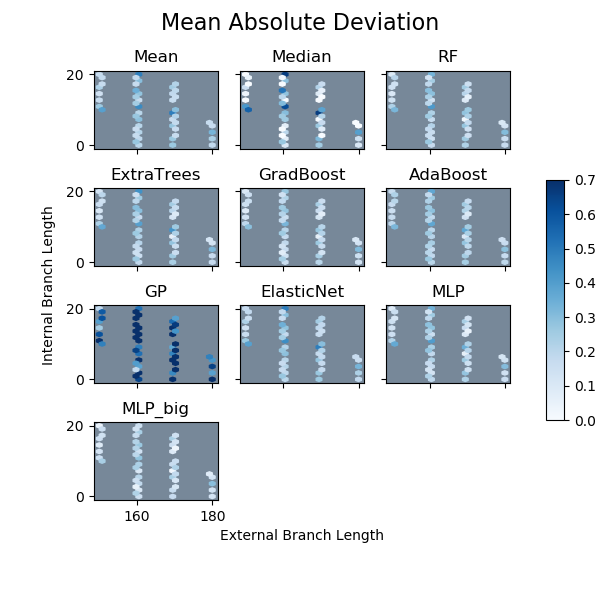 Mean Absolute Deviation
Mean Median RF
20
0
ExtraTrees GradBoost AdaBoost
20
0
GP ElasticNet MLP
20
0
MLP_big
20
0
160 180
Internal Branch Length
External Branch Length
0.7
0.6
0.5
0.4
0.3
0.2
0.1
0.0